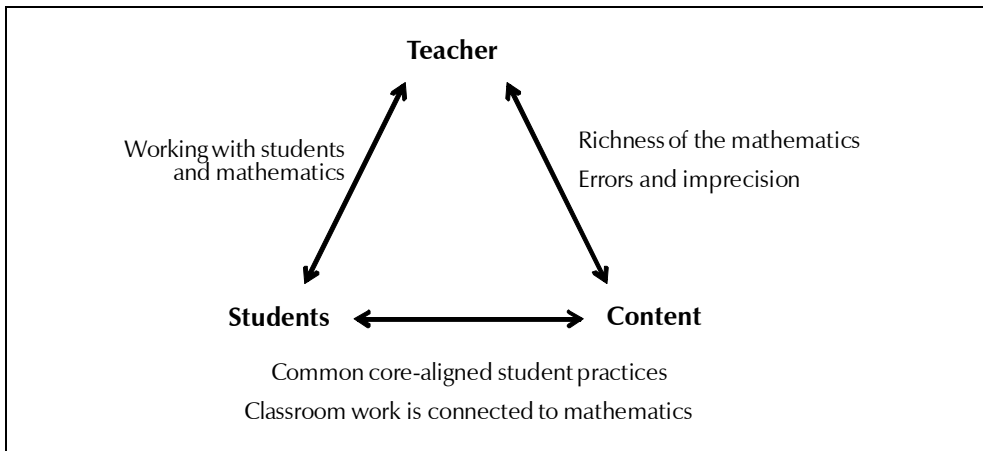 Teacher
Working with students
and mathematics
Richness of the mathematics
Errors and imprecision
Students
Content
Common core-aligned student practices
Classroom work is connected to mathematics